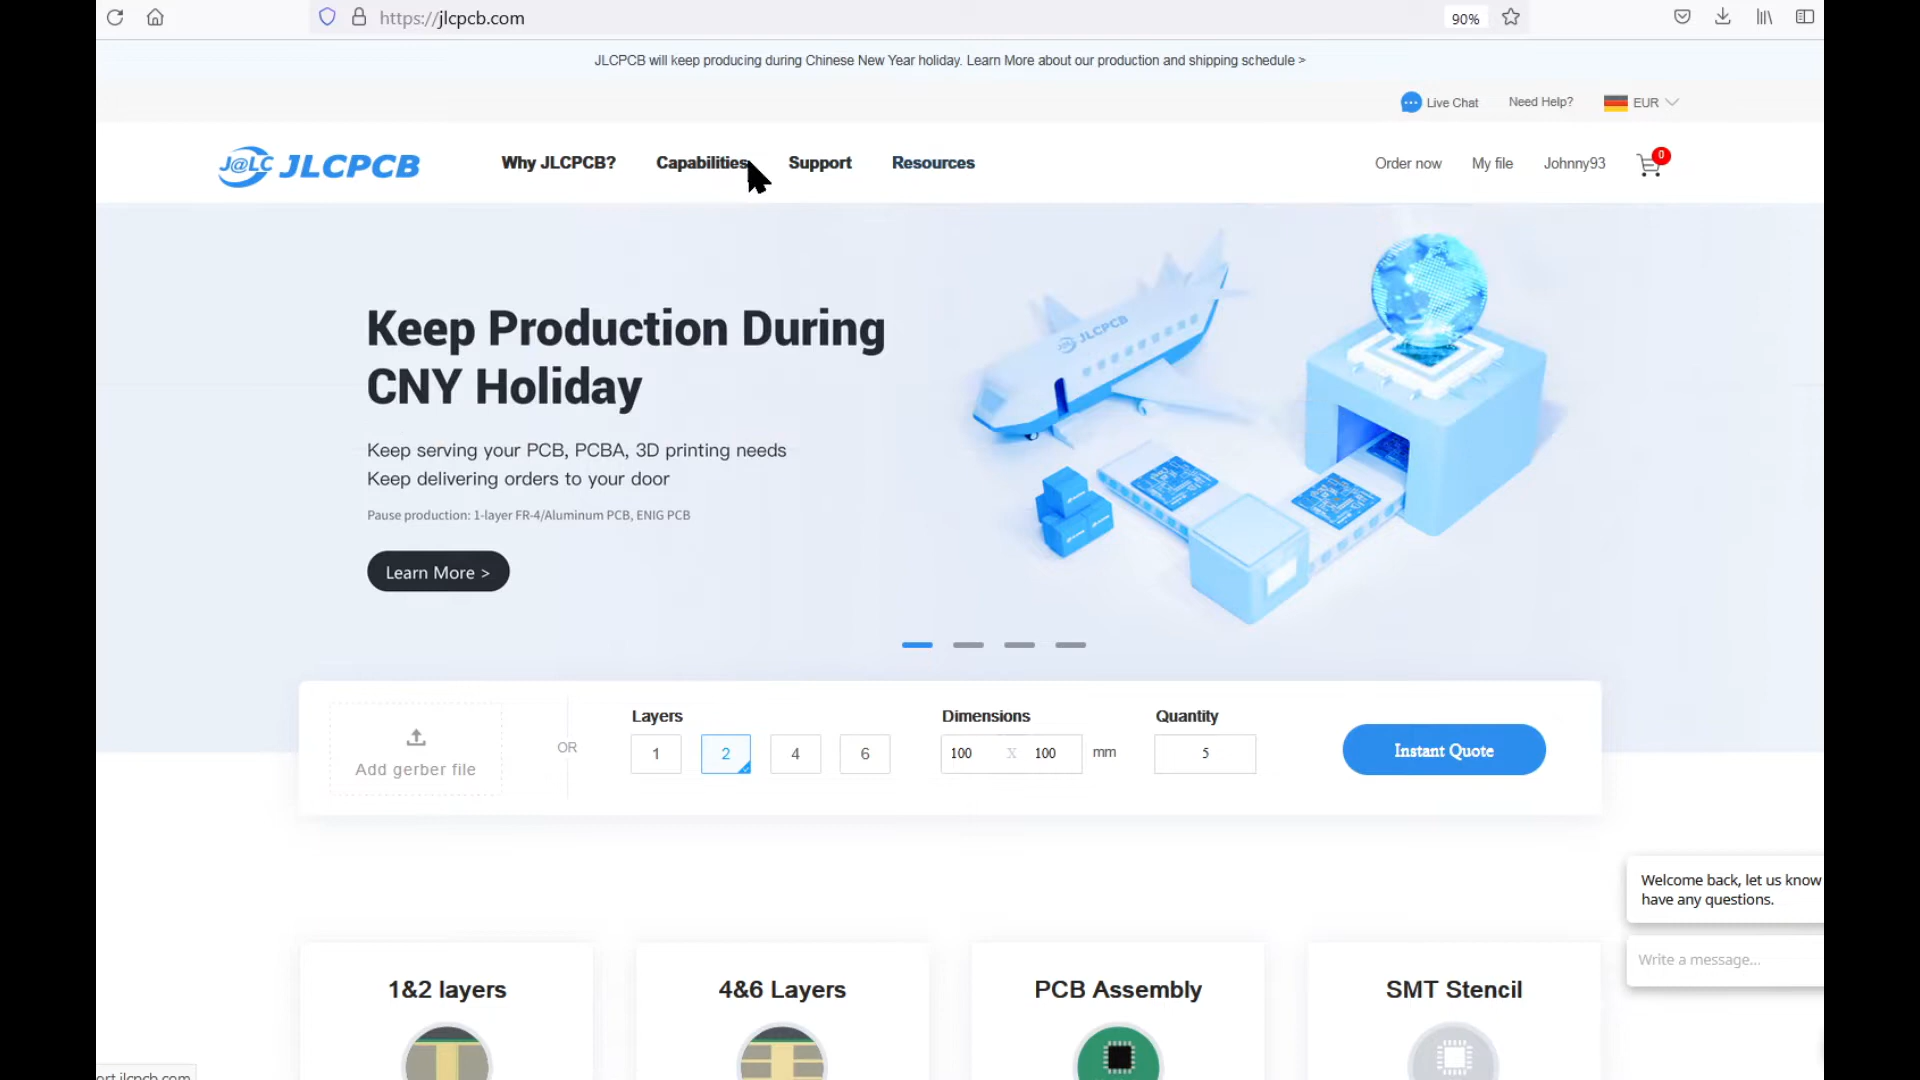 https://jlcpcb.com
90%
JLCPCB will keep producing during Chinese New Year holiday. Learn More about our production and shipping schedule >
Live Chat
Need Help?
EUR
J@LC JLCPCB
Why JLCPCB?
Capabilities
Support
Resources
Order now
My file
Johnny93
0
Keep Production During
CNY Holiday
JLCPCB
Keep serving your PCB, PCBA, 3D printing needs
Keep delivering orders to your door
Pause production: 1-layer FR-4/Aluminum PCB, ENIG PCB
Learn More >
Add gerber file
OR
Layers
1
2
4
6
Dimensions
100 X 100 mm
Quantity
5
Instant Quote
Welcome back, let us know
have any questions.
Write a message...
1&2 layers
4&6 Layers
PCB Assembly
SMT Stencil